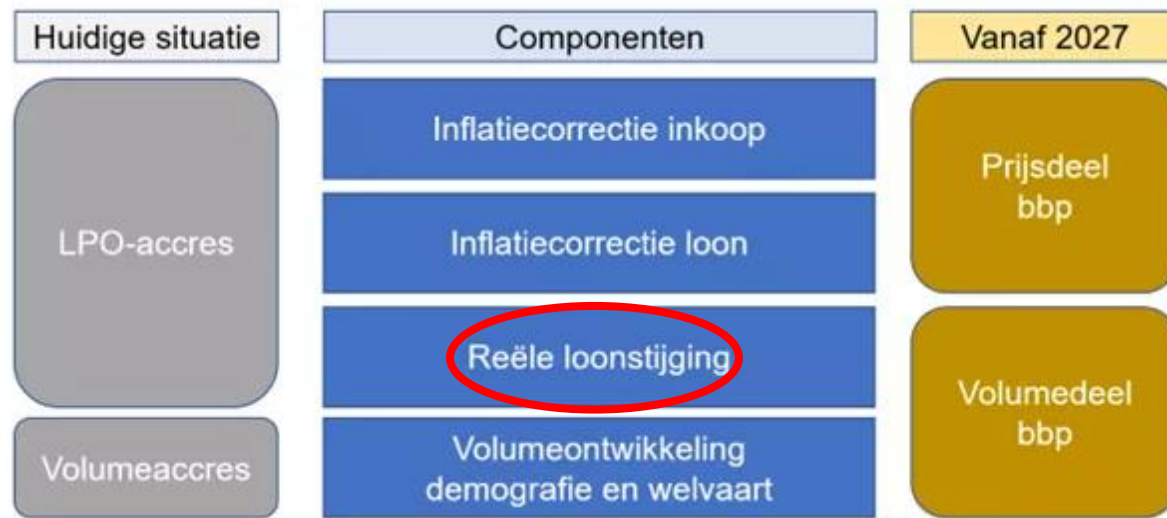 Huidige situatie
Componenten
Vanaf 2027
LPO-accres
Volumeaccres
Inflatiecorrectie inkoop
Inflatiecorrectie loon
Reële loonstijging
Volumeontwikkeling
demografie en welvaart
Prijsdeel
bbp
Volumedeel
bbp